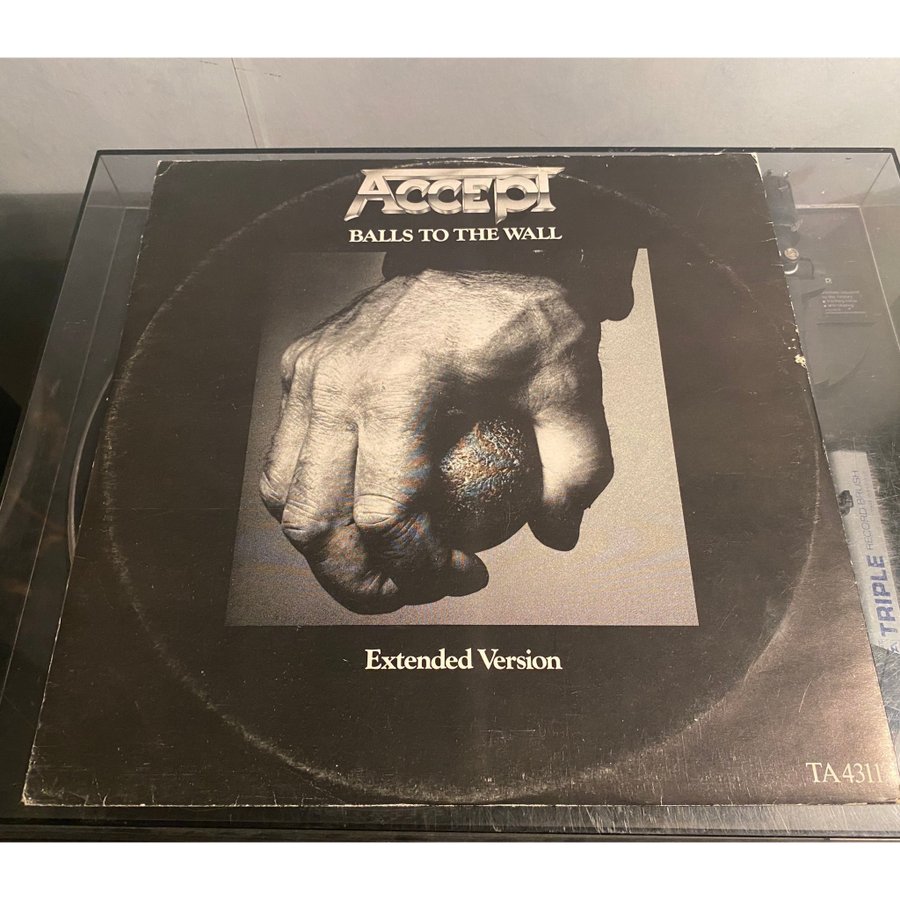 ACCEPT
BALLS TO THE WALL
Extended Version
TA 4311
TRIPLE
RECORD BRUSH